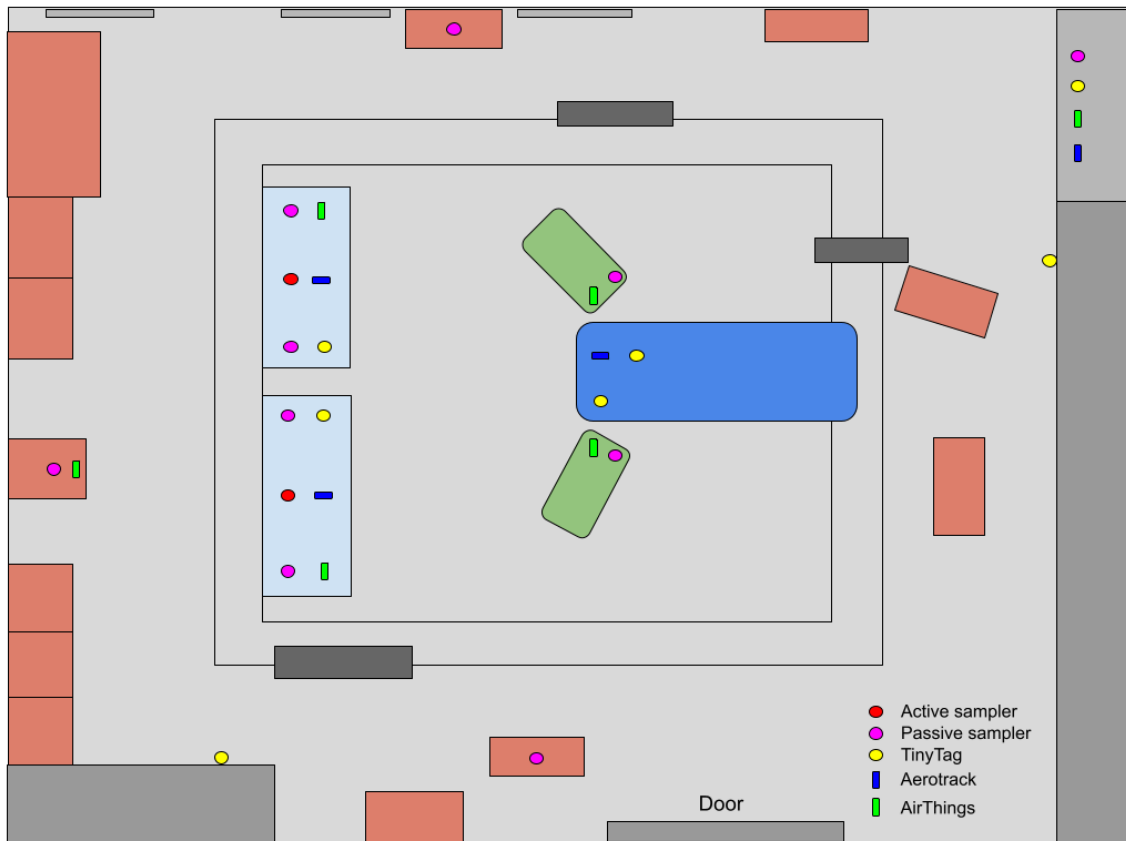 Active sampler
Passive sampler
TinyTag
Aerotrack
AirThings
Door